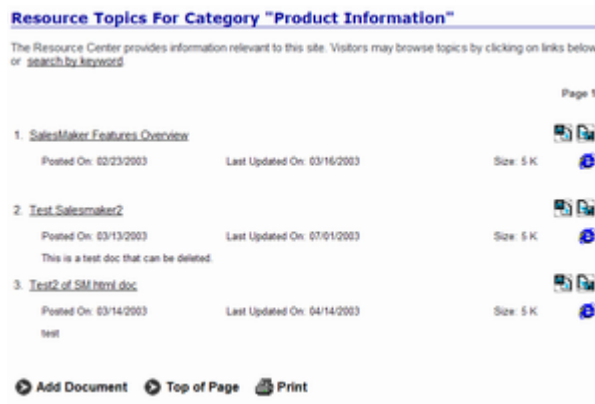 Resource Topics For Category "Product Information"
The Resource Center provides information relevant to this site. Visitors may browse topics by clicking on links below
or search by keyword.
Page 1
1. SalesMaker Features Overview
Posted On: 02/23/2003 Last Updated On: 03/16/2003 Size: 5 K
2. Test Salesmaker2
Posted On: 03/13/2003 Last Updated On: 07/01/2003 Size: 5 K
This is a test doc that can be deleted.
3. Test2 of SM html doc
Posted On: 03/14/2003 Last Updated On: 04/14/2003 Size: 5 K
test
Add Document Top of Page Print